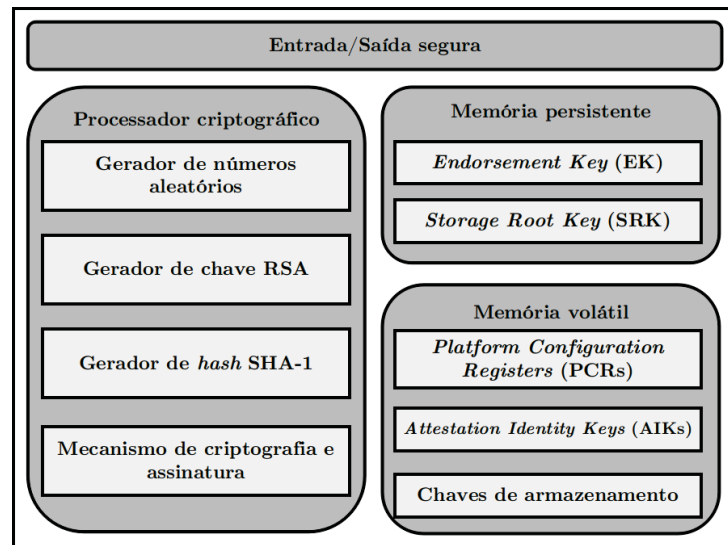 Entrada/Saída segura
Processador criptográfico
Gerador de números
aleatórios
Gerador de chave RSA
Gerador de hash SHA-1
Mecanismo de criptografia e
assinatura
Memória persistente
Endorsement Key (EK)
Storage Root Key (SRK)
Memória volátil
Platform Configuration
Registers (PCRs)
Attestation Identity Keys (AIKs)
Chaves de armazenamento